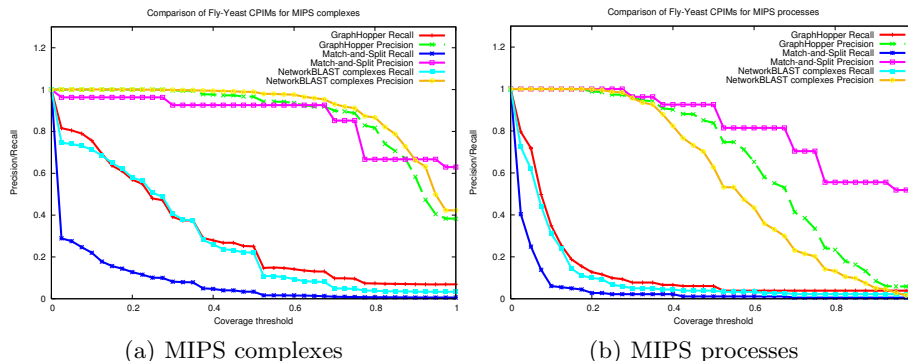 Comparison of Fly-Yeast CPIMs for MIPS complexes
GraphHopper Recall
GraphHopper Precision
Match-and-Split Recall
Match-and-Split Precision
NetworkBLAST complexes Recall
NetworkBLAST complexes Precision
Precision/Recall
1.2
1
0.8
0.6
0.4
0.2
0
0 0.2 0.4 0.6 0.8 1
Coverage threshold
(a) MIPS complexes
Comparison of Fly-Yeast CPIMs for MIPS processes
GraphHopper Recall
GraphHopper Precision
Match-and-Split Recall
Match-and-Split Precision
NetworkBLAST complexes Recall
NetworkBLAST complexes Precision
Precision/Recall
1.2
1
0.8
0.6
0.4
0.2
0
0 0.2 0.4 0.6 0.8
Coverage threshold
(b) MIPS processes